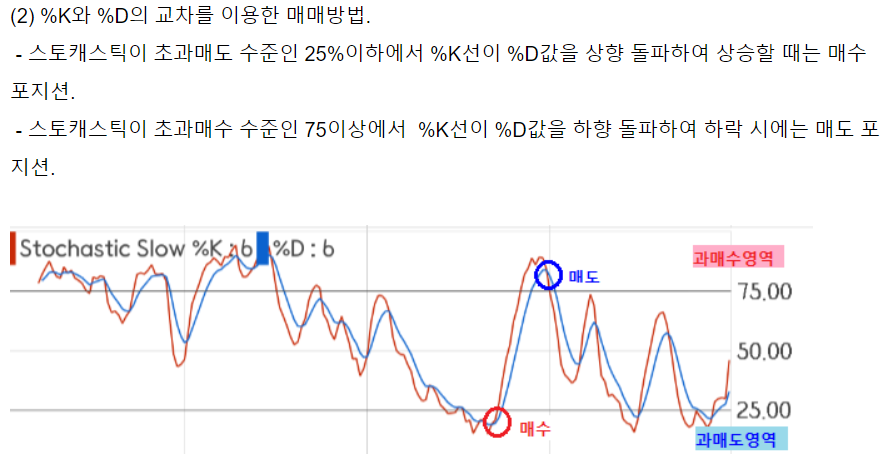 (2) %K와 %D의 교차를 이용한 매매방법.
- 스토캐스틱이 초과매도 수준인 25%이하에서 %K선이 %D값을 상향 돌파하여 상승할 때는 매수
포지션.
- 스토캐스틱이 초과매수 수준인 75이상에서 %K선이 %D값을 하향 돌파하여 하락 시에는 매도 포
지션.
Stochastic Slow %K : 6 %D : 6
과매수영역
매도
75.00
50.00
25.00
매수
과매도영역